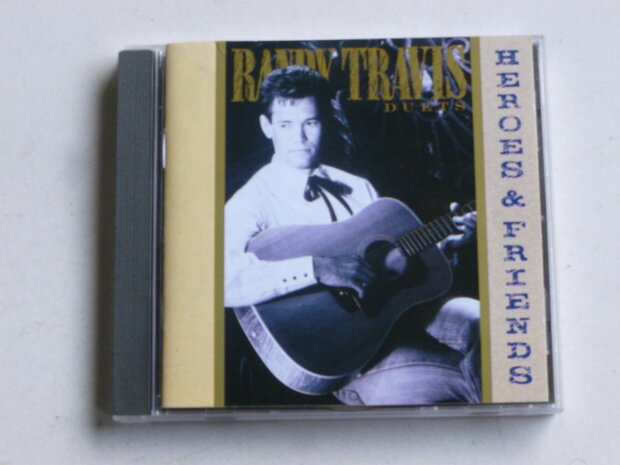 RANDY TRAVIS
DUETS
HEROES & FRIENDS